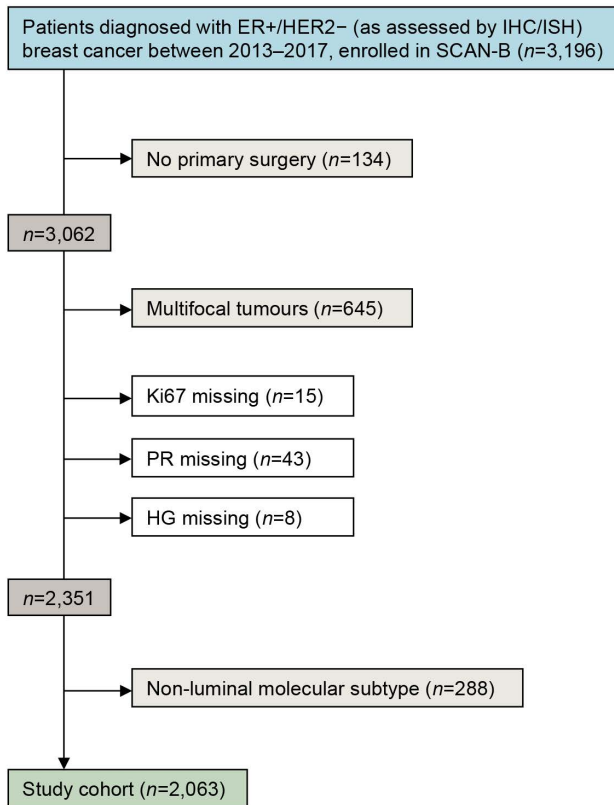 Patients diagnosed with ER+/HER2− (as assessed by IHC/ISH)
breast cancer between 2013–2017, enrolled in SCAN-B (n=3,196)
No primary surgery (n=134)
n=3,062
Multifocal tumours (n=645)
Ki67 missing (n=15)
PR missing (n=43)
HG missing (n=8)
n=2,351
Non-luminal molecular subtype (n=288)
Study cohort (n=2,063)